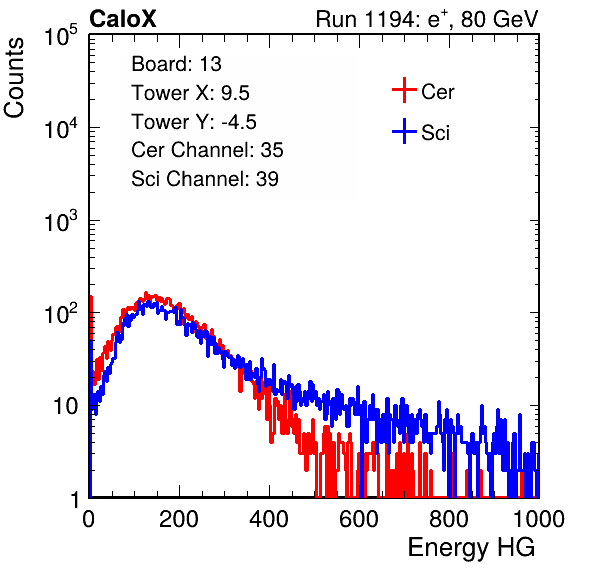 CaloX Run 1194: e⁺, 80 GeV
Counts
Board: 13
Tower X: 9.5
Tower Y: -4.5
Cer Channel: 35
Sci Channel: 39
Cer
Sci
10⁵
10⁴
10³
10²
10
1
0 200 400 600 800 1000
Energy HG